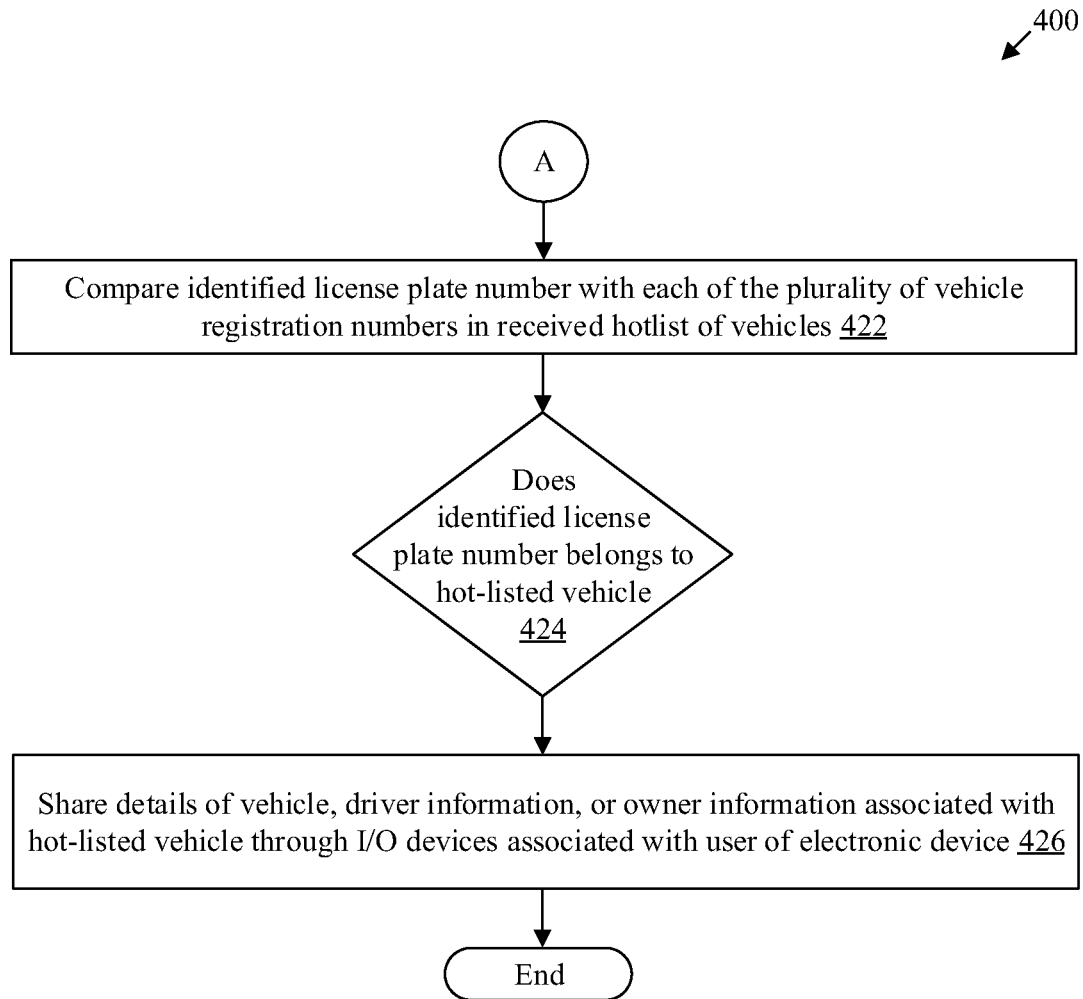 400
A
Compare identified license plate number with each of the plurality of vehicle
registration numbers in received hotlist of vehicles 422
Does
identified license
plate number belongs to
hot-listed vehicle
424
Share details of vehicle, driver information, or owner information associated with
hot-listed vehicle through I/O devices associated with user of electronic device 426
End